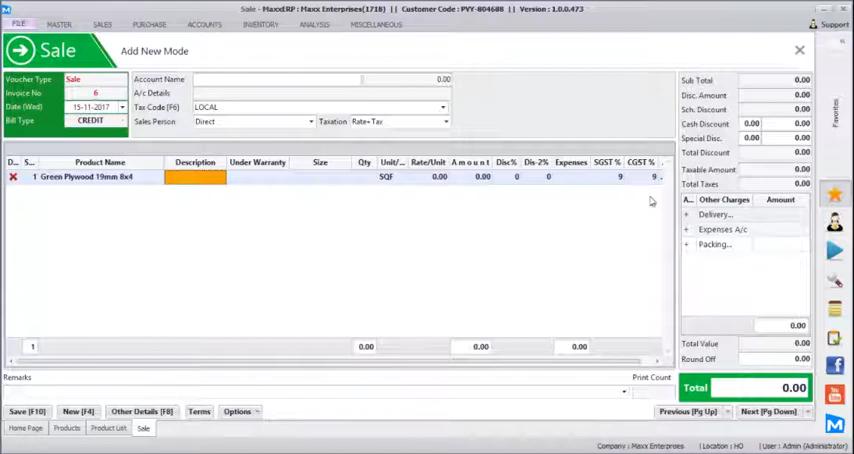 Sale - MaxxERP : Maxx Enterprises(1718) || Customer Code : PVY-804688 || Version : 1.0.0.473
FILE MASTER SALES PURCHASE ACCOUNTS INVENTORY ANALYSIS MISCELLANEOUS Support
Sale Add New Mode
Voucher Type Sale Account Name 0.00 Sub Total 0.00
Invoice No 6 A/c Details Disc. Amount 0.00
Date (Wed) 15-11-2017 Tax Code [F6] LOCAL Sch. Discount 0.00
Bill Type CREDIT Sales Person Direct Taxation Rate+Tax Cash Discount 0.00 0.00
Special Disc. 0.00 0.00
Total Discount 0.00
D... S... Product Name Description Under Warranty Size Qty Unit/... Rate/Unit Amount Disc% Dis-2% Expenses SGST % CGST % Taxable Amount 0.00
1 Green Plywood 19mm 8x4 SQF 0.00 0.00 0 0 9 9 Total Taxes 0.00
A... Other Charges Amount
+ Delivery...
+ Expenses A/c
+ Packing...
0.00
1 0.00 0.00 0.00 Total Value 0.00
Round Off 0.00
Remarks Print Count
Total 0.00
Save [F10] New [F4] Other Details [F8] Terms Options Previous [Pg Up] Next [Pg Down]
Home Page Products Product List Sale
Company : Maxx Enterprises | Location : HO | User : Admin (Administrator)
Favorites
You
Tube